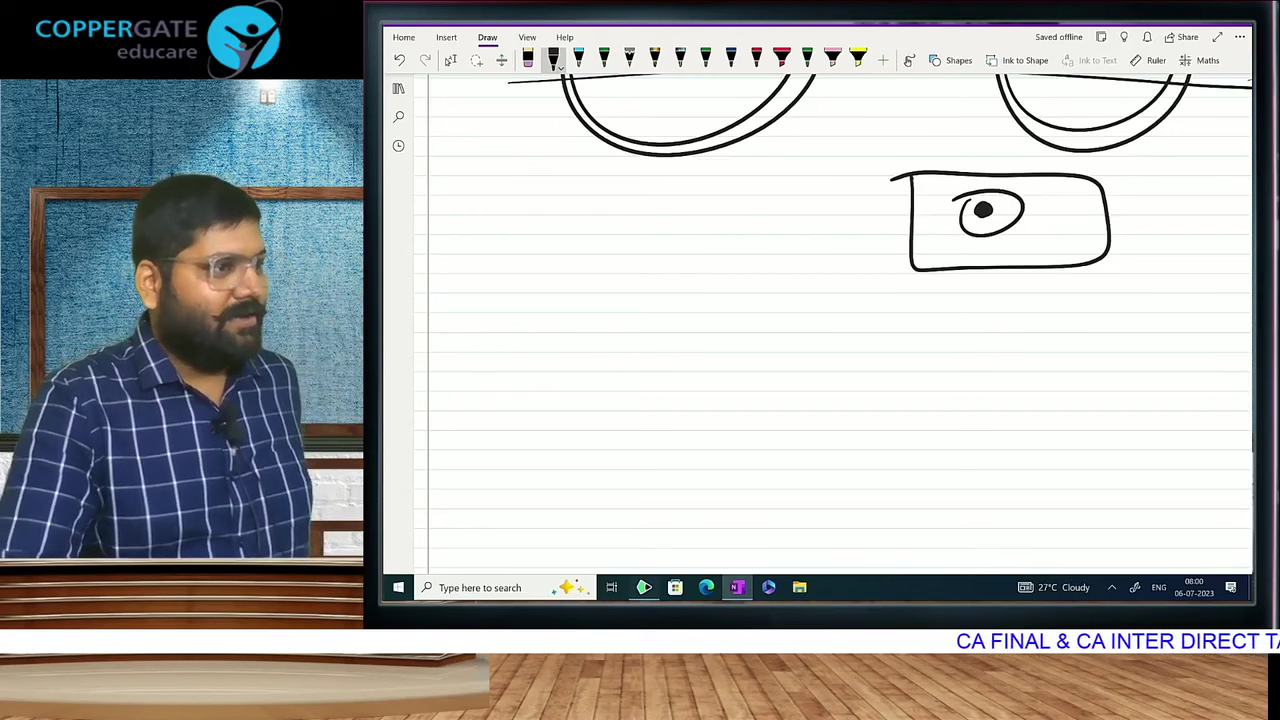 COPPERGATE
educare
Home Insert Draw View Help Saved offline Share
Shapes Ink to Shape Ink to Text Ruler Maths
Type here to search 27°C Cloudy ENG 08:00
06-07-2023
CA FINAL & CA INTER DIRECT TA